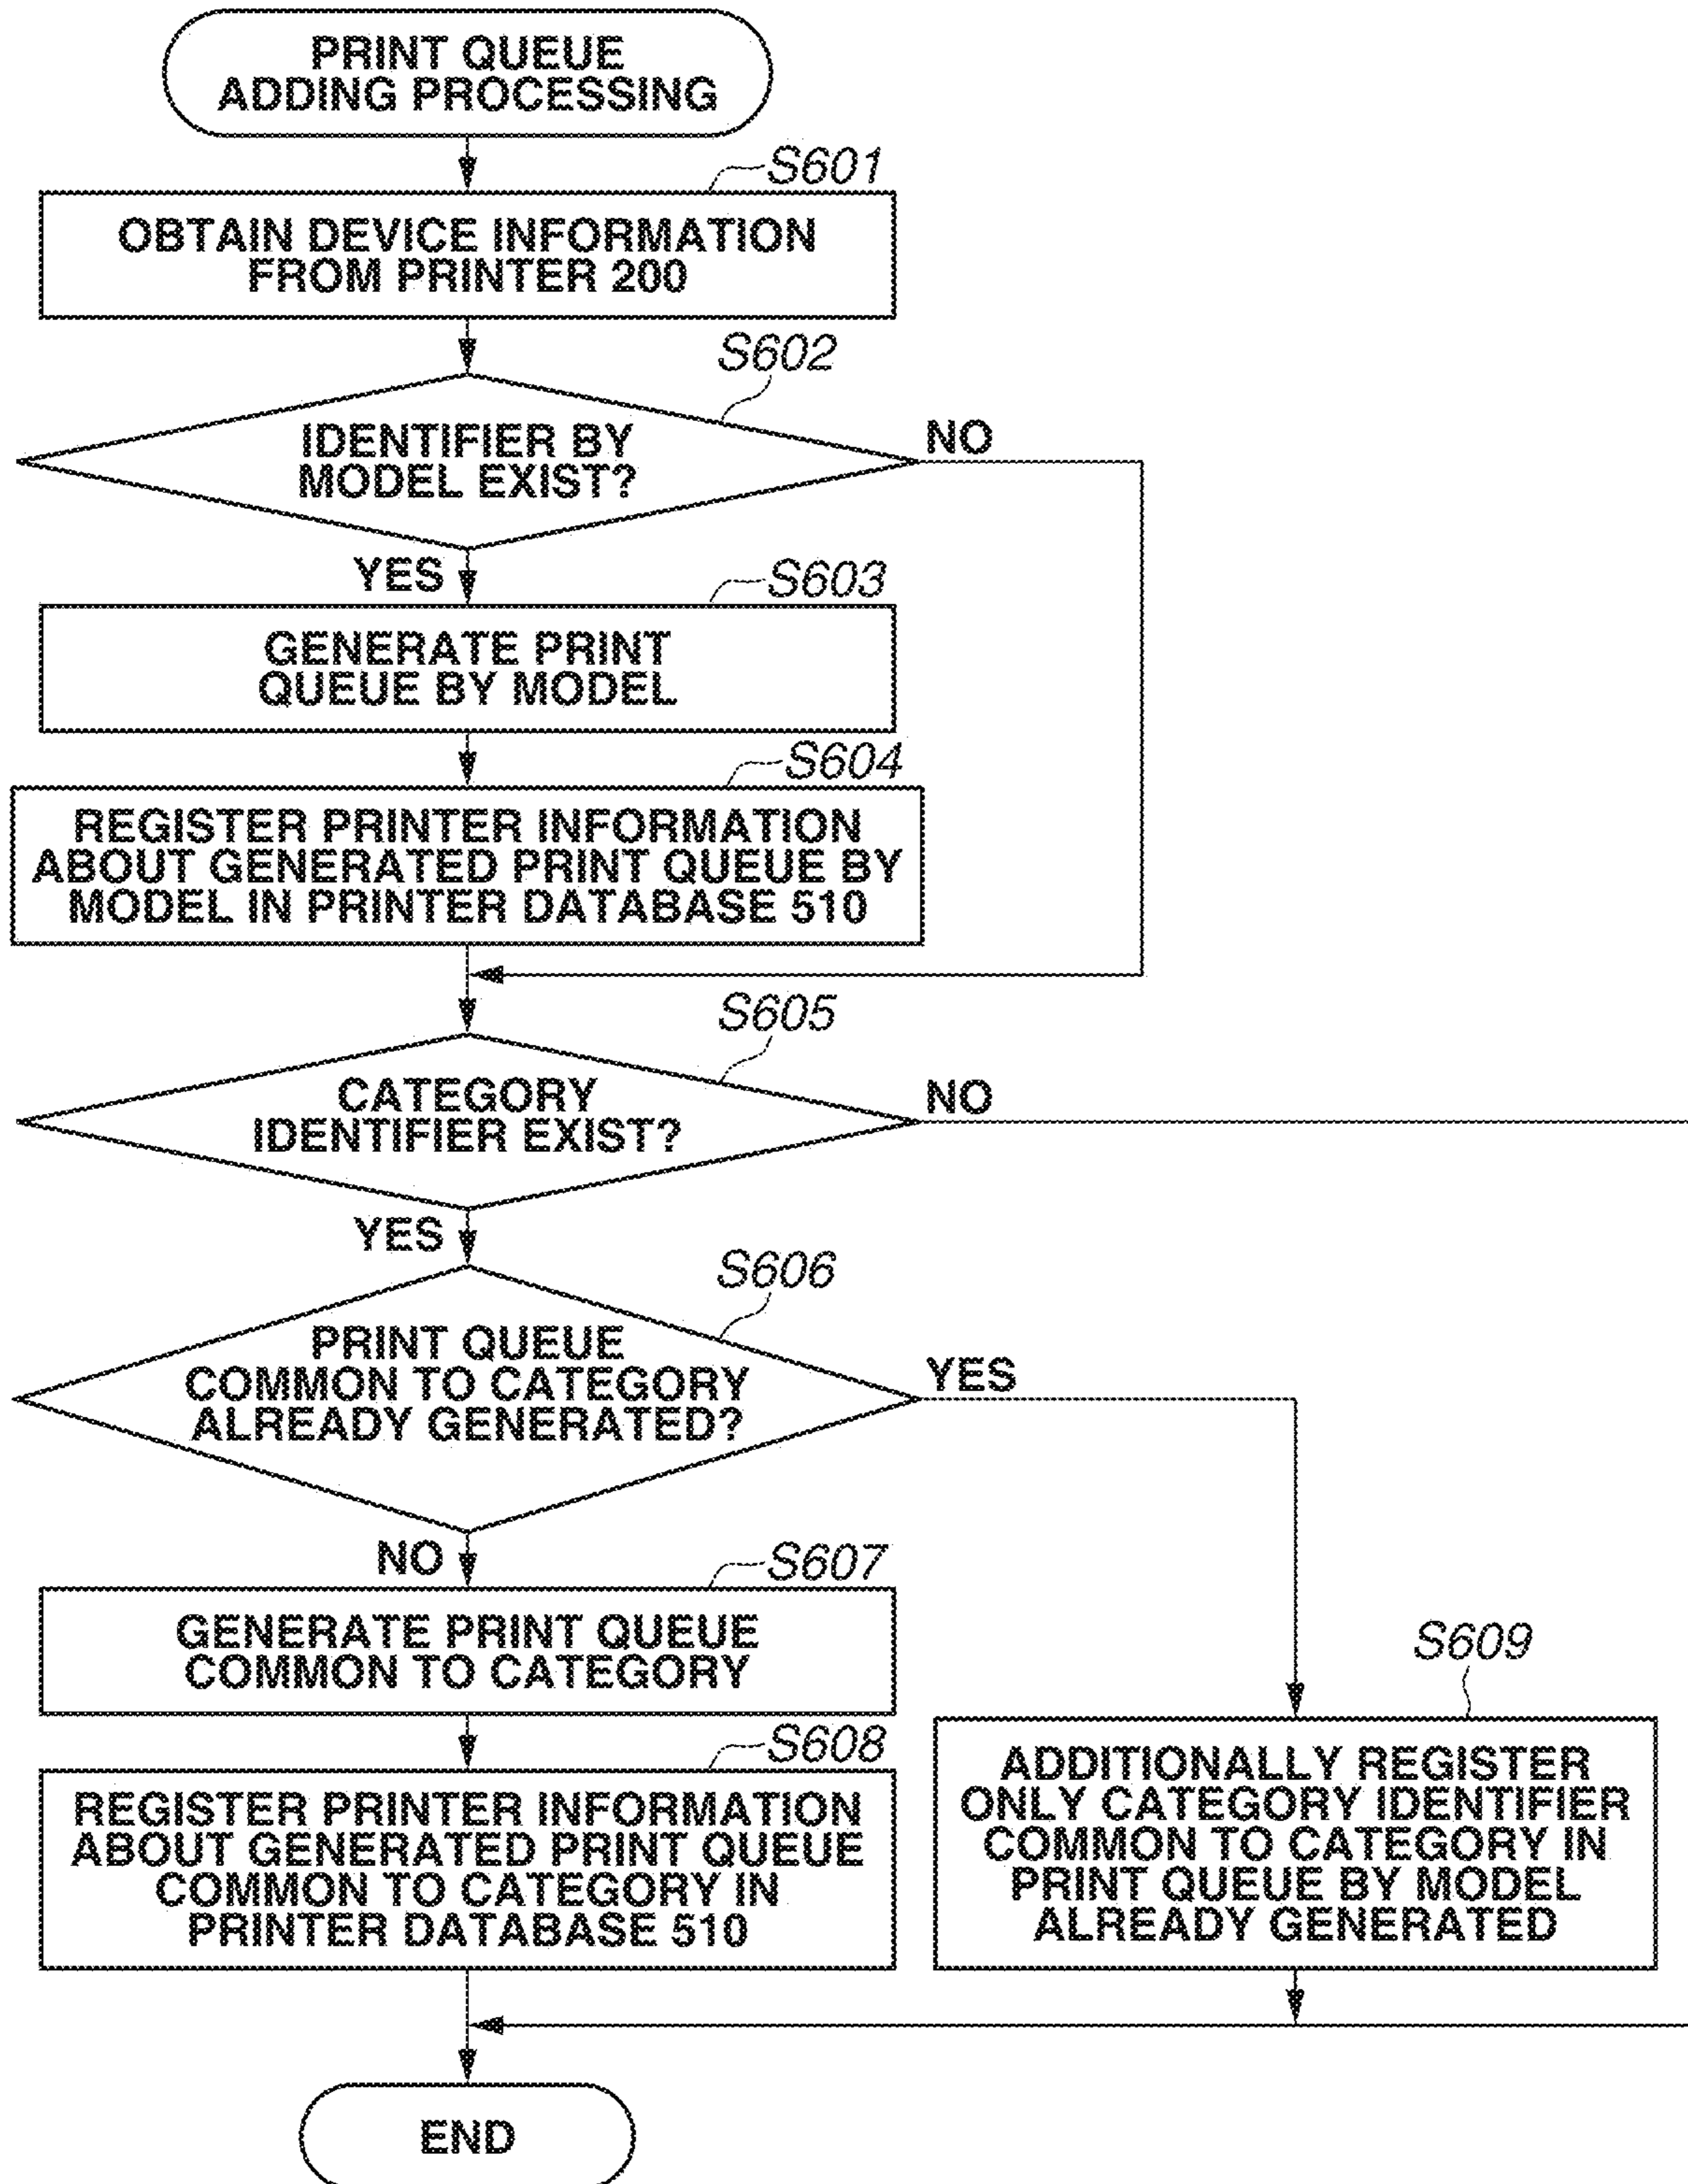 PRINT QUEUE
ADDING PROCESSING
S601
OBTAIN DEVICE INFORMATION
FROM PRINTER 200
S602
IDENTIFIER BY
MODEL EXIST?
NO
YES
S603
GENERATE PRINT
QUEUE BY MODEL
S604
REGISTER PRINTER INFORMATION
ABOUT GENERATED PRINT QUEUE BY
MODEL IN PRINTER DATABASE 510
S605
CATEGORY
IDENTIFIER EXIST?
NO
YES
S606
PRINT QUEUE
COMMON TO CATEGORY
ALREADY GENERATED?
YES
NO
S607
GENERATE PRINT QUEUE
COMMON TO CATEGORY
S608
REGISTER PRINTER INFORMATION
ABOUT GENERATED PRINT QUEUE
COMMON TO CATEGORY IN
PRINTER DATABASE 510
S609
ADDITIONALLY REGISTER
ONLY CATEGORY IDENTIFIER
COMMON TO CATEGORY IN
PRINT QUEUE BY MODEL
ALREADY GENERATED
END